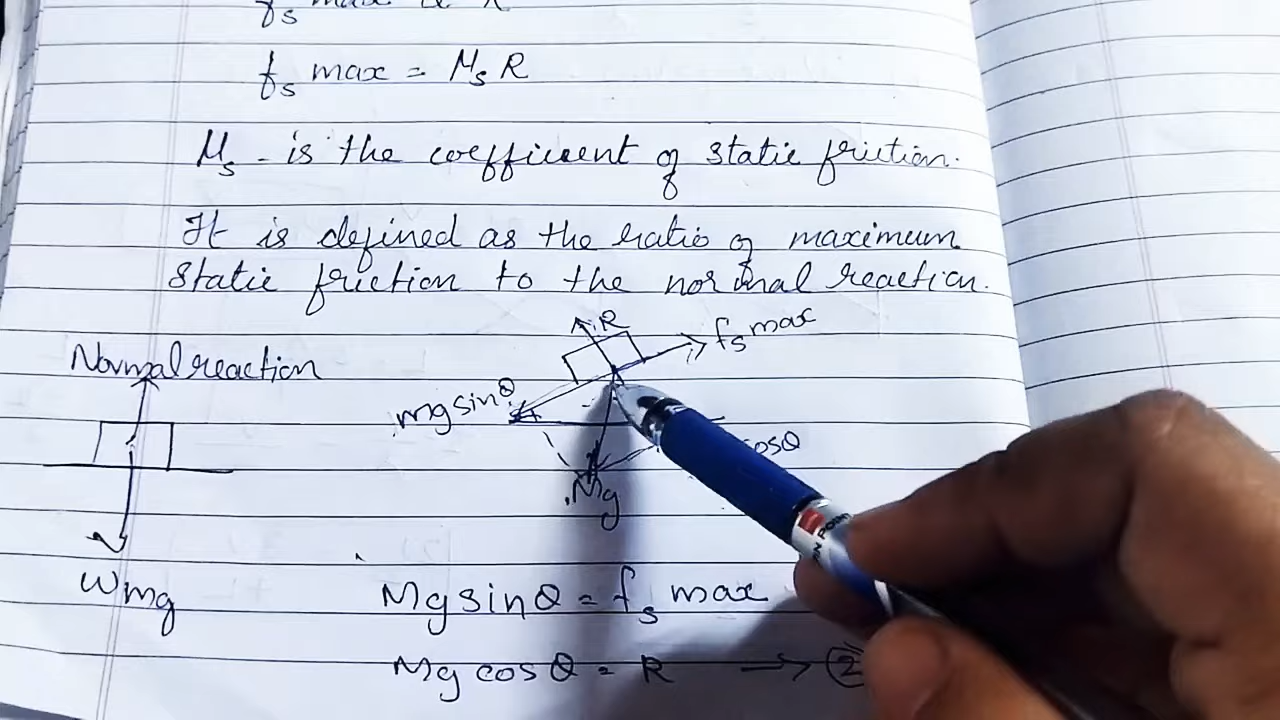 fs max α R
fs max = μs R
μs - is the coefficient of static friction.
It is defined as the ratio of maximum
static friction to the normal reaction.
R
fs max
Normal reaction
mg sinθ
cosθ
Mg
W mg
Mg sinθ = fs max
Mg cosθ = R → ②